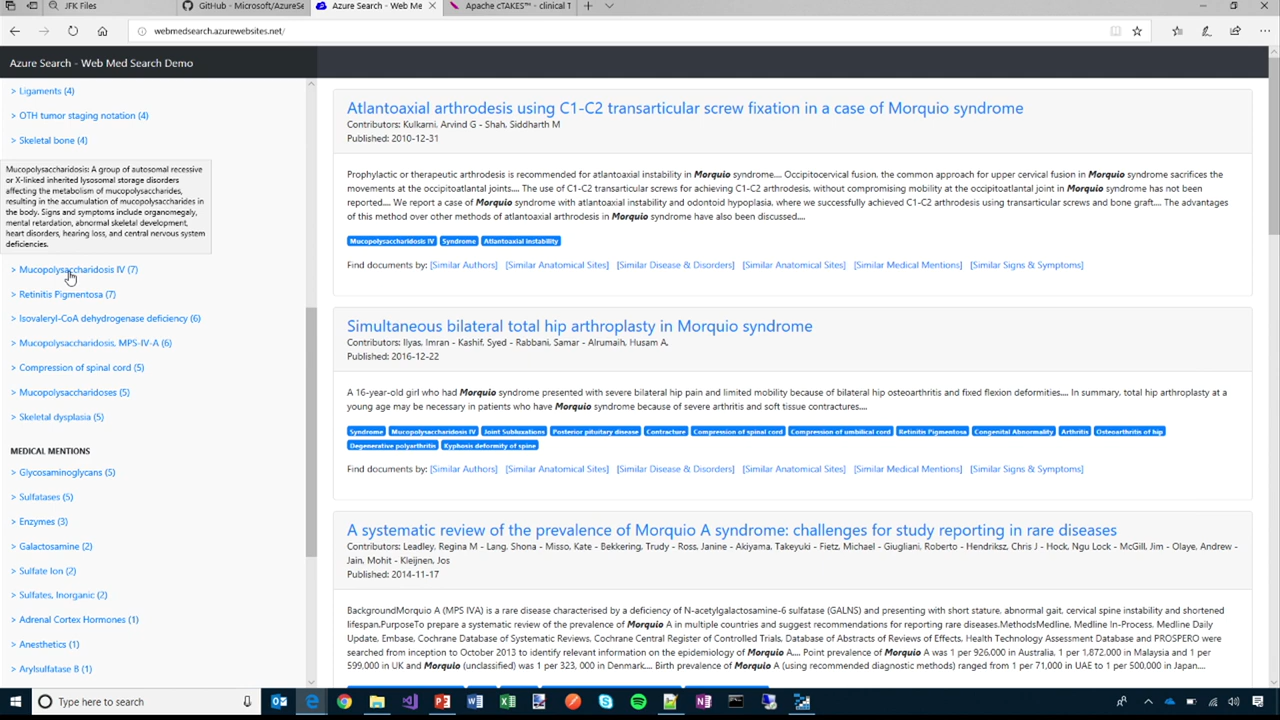 JFK Files
GitHub - Microsoft/AzureSe
Azure Search - Web Me
Apache cTAKES™ - clinical T
webmedsearch.azurewebsites.net/
Azure Search - Web Med Search Demo
> Ligaments (4)
> OTH tumor staging notation (4)
> Skeletal bone (4)
Mucopolysaccharidosis: A group of autosomal recessive
or X-linked inherited lysosomal storage disorders
affecting the metabolism of mucopolysaccharides,
resulting in the accumulation of mucopolysaccharides in
the body. Signs and symptoms include organomegaly,
mental retardation, abnormal skeletal development,
heart disorders, hearing loss, and central nervous system
deficiencies.
> Mucopolysaccharidosis IV (7)
> Retinitis Pigmentosa (7)
> Isovaleryl-CoA dehydrogenase deficiency (6)
> Mucopolysaccharidosis, MPS-IV-A (6)
> Compression of spinal cord (5)
> Mucopolysaccharidoses (5)
> Skeletal dysplasia (5)
MEDICAL MENTIONS
> Glycosaminoglycans (5)
> Sulfatases (5)
> Enzymes (3)
> Galactosamine (2)
> Sulfate Ion (2)
> Sulfates, Inorganic (2)
> Adrenal Cortex Hormones (1)
> Anesthetics (1)
> Arylsulfatase B (1)
Atlantoaxial arthrodesis using C1-C2 transarticular screw fixation in a case of Morquio syndrome
Contributors: Kulkarni, Arvind G - Shah, Siddharth M
Published: 2010-12-31
Prophylactic or therapeutic arthrodesis is recommended for atlantoaxial instability in Morquio syndrome.... Occipitocervical fusion, the common approach for upper cervical fusion in Morquio syndrome sacrifices the
movements at the occipitoatlantal joints.... The use of C1-C2 transarticular screws for achieving C1-C2 arthrodesis, without compromising mobility at the occipitoatlantal joint in Morquio syndrome has not been
reported.... We report a case of Morquio syndrome with atlantoaxial instability and odontoid hypoplasia, where we successfully achieved C1-C2 arthrodesis using transarticular screws and bone graft.... The advantages
of this method over other methods of atlantoaxial arthrodesis in Morquio syndrome have also been discussed....
Mucopolysaccharidosis IV Syndrome Atlantoaxial Instability
Find documents by: [Similar Authors] [Similar Anatomical Sites] [Similar Disease & Disorders] [Similar Anatomical Sites] [Similar Medical Mentions] [Similar Signs & Symptoms]
Simultaneous bilateral total hip arthroplasty in Morquio syndrome
Contributors: Ilyas, Imran - Kashif, Syed - Rabbani, Samar - Alrumaih, Husam A.
Published: 2016-12-22
A 16-year-old girl who had Morquio syndrome presented with severe bilateral hip pain and limited mobility because of bilateral hip osteoarthritis and fixed flexion deformities.... In summary, total hip arthroplasty at a
young age may be necessary in patients who have Morquio syndrome because of severe arthritis and soft tissue contractures....
Syndrome Mucopolysaccharidosis IV Joint Subluxations Posterior pituitary disease Contracture Compression of spinal cord Compression of umbilical cord Retinitis Pigmentosa Congenital Abnormality Arthritis Osteoarthritis of hip
Degenerative polyarthritis Kyphosis deformity of spine
Find documents by: [Similar Authors] [Similar Anatomical Sites] [Similar Disease & Disorders] [Similar Anatomical Sites] [Similar Medical Mentions] [Similar Signs & Symptoms]
A systematic review of the prevalence of Morquio A syndrome: challenges for study reporting in rare diseases
Contributors: Leadley, Regina M - Lang, Shona - Misso, Kate - Bekkering, Trudy - Ross, Janine - Akiyama, Takeyuki - Fietz, Michael - Giugliani, Roberto - Hendriksz, Chris J - Hock, Ngu Lock - McGill, Jim - Olaye, Andrew -
Jain, Mohit - Kleijnen, Jos
Published: 2014-11-17
BackgroundMorquio A (MPS IVA) is a rare disease characterised by a deficiency of N-acetylgalactosamine-6 sulfatase (GALNS) and presenting with short stature, abnormal gait, cervical spine instability and shortened
lifespan.PurposeTo prepare a systematic review of the prevalence of Morquio A in multiple countries and suggest recommendations for reporting rare diseases.MethodsMedline, Medline In-Process, Medline Daily
Update, Embase, Cochrane Database of Systematic Reviews, Cochrane Central Register of Controlled Trials, Database of Abstracts of Reviews of Effects, Health Technology Assessment Database and PROSPERO were
searched from inception to October 2013 to identify relevant information on the epidemiology of Morquio A.... Point prevalence of Morquio A was 1 per 926,000 in Australia, 1 per 1,872,000 in Malaysia and 1 per
599,000 in UK and Morquio (unclassified) was 1 per 323, 000 in Denmark.... Birth prevalence of Morquio A (using recommended diagnostic methods) ranged from 1 per 71,000 in UAE to 1 per 500,000 in Japan....
Type here to search